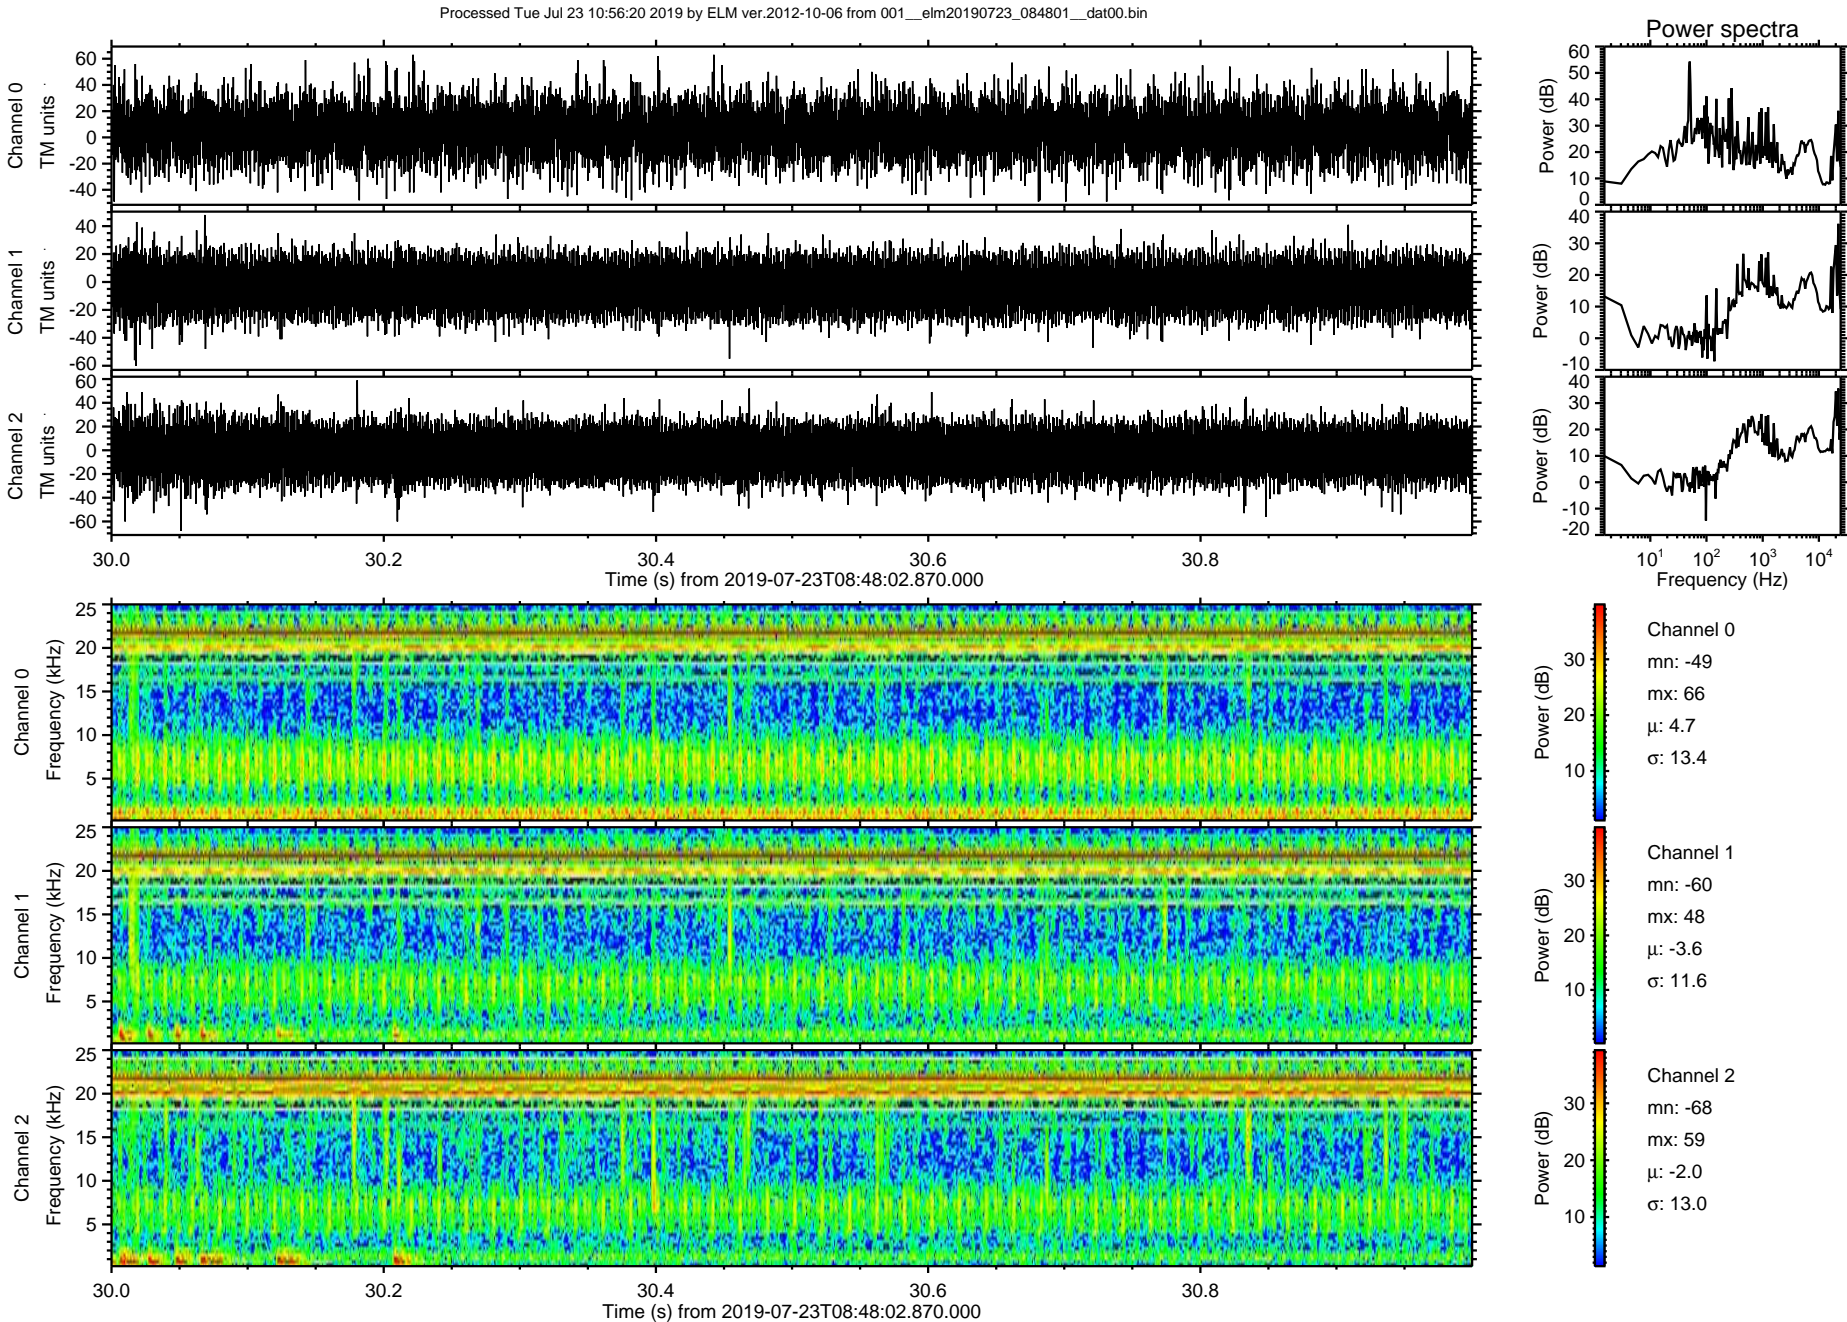 Processed Tue Jul 23 10:56:20 2019 by ELM ver.2012-10-06 from 001__elm20190723_084801__dat00.bin
Power spectra
Channel 0
TM units
60
40
20
0
-20
-40
Power (dB)
60
50
40
30
20
10
0
Channel 1
TM units
40
20
0
-20
-40
-60
Power (dB)
40
30
20
10
0
-10
Channel 2
TM units
60
40
20
0
-20
-40
-60
Power (dB)
40
30
20
10
0
-10
-20
30.0 30.2 30.4 30.6 30.8
Time (s) from 2019-07-23T08:48:02.870.000
10^1 10^2 10^3 10^4
Frequency (Hz)
Channel 0
Frequency (kHz)
25
20
15
10
5
Power (dB)
30
20
10
Channel 0
mn: -49
mx: 66
μ: 4.7
σ: 13.4
Channel 1
Frequency (kHz)
25
20
15
10
5
Power (dB)
30
20
10
Channel 1
mn: -60
mx: 48
μ: -3.6
σ: 11.6
Channel 2
Frequency (kHz)
25
20
15
10
5
Power (dB)
30
20
10
Channel 2
mn: -68
mx: 59
μ: -2.0
σ: 13.0
30.0 30.2 30.4 30.6 30.8
Time (s) from 2019-07-23T08:48:02.870.000